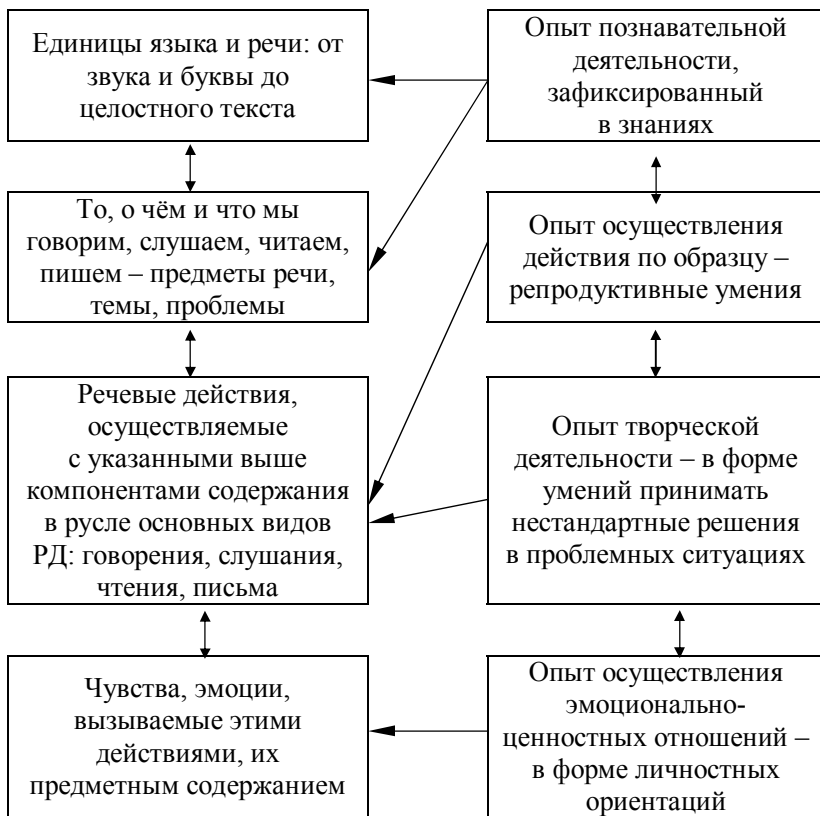 Единицы языка и речи: от
звука и буквы до
целостного текста
Опыт познавательной
деятельности,
зафиксированный
в знаниях
То, о чём и что мы
говорим, слушаем, читаем,
пишем – предметы речи,
темы, проблемы
Опыт осуществления
действия по образцу –
репродуктивные умения
Речевые действия,
осуществляемые
с указанными выше
компонентами содержания
в русле основных видов
РД: говорения, слушания,
чтения, письма
Опыт творческой
деятельности – в форме
умений принимать
нестандартные решения
в проблемных ситуациях
Чувства, эмоции,
вызываемые этими
действиями, их
предметным содержанием
Опыт осуществления
эмоционально-
ценностных отношений –
в форме личностных
ориентаций